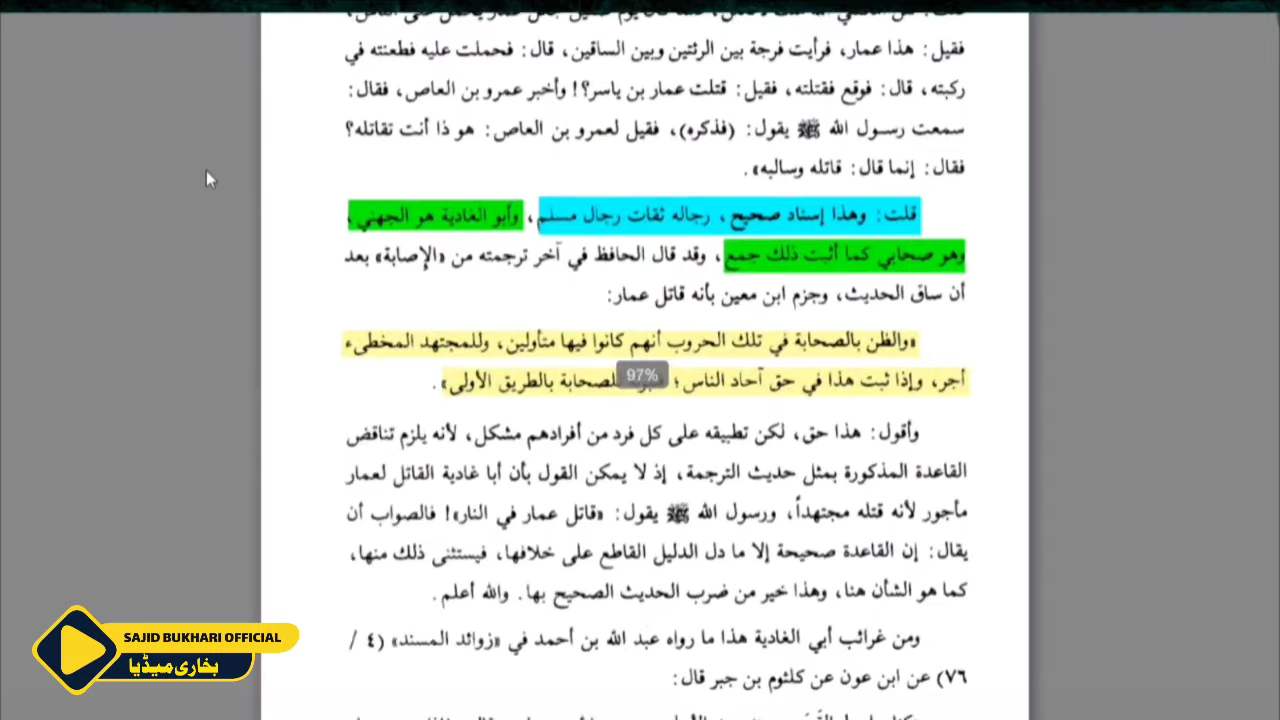 فقيل: هذا عمار، فرأيت فرجة بين الرئتين وبين الساقين، قال: فحملت عليه فطعنته في
ركبته، قال: فوقع فقتلته، فقيل: قتلت عمار بن ياسر؟! وأخبر عمرو بن العاص، فقال:
سمعت رسول الله ﷺ يقول: (فذكره)، فقيل لعمرو بن العاص: هو ذا أنت تقاتله؟
فقال: إنما قال: قاتله وسالبه».
قلت: وهذا إسناد صحيح، رجاله ثقات رجال مسلم، وأبو الغادية هو الجهني،
وهو صحابي كما أثبت ذلك جمع، وقد قال الحافظ في آخر ترجمته من «الإصابة» بعد
أن ساق الحديث، وجزم ابن معين بأنه قاتل عمار:
«والظن بالصحابة في تلك الحروب أنهم كانوا فيها متأولين، وللمجتهد المخطىء
أجر، وإذا ثبت هذا في حق آحاد الناس؛ للصحابة بالطريق الأولى».
97%
وأقول: هذا حق، لكن تطبيقه على كل فرد من أفرادهم مشكل، لأنه يلزم تناقض
القاعدة المذكورة بمثل حديث الترجمة، إذ لا يمكن القول بأن أبا غادية القاتل لعمار
مأجور لأنه قتله مجتهداً، ورسول الله ﷺ يقول: «قاتل عمار في النار»! فالصواب أن
يقال: إن القاعدة صحيحة إلا ما دل الدليل القاطع على خلافها، فيستثنى ذلك منها،
كما هو الشأن هنا، وهذا خير من ضرب الحديث الصحيح بها. والله أعلم.
ومن غرائب أبي الغادية هذا ما رواه عبد الله بن أحمد في «زوائد المسند» (٤ /
٧٦) عن ابن عون عن كلثوم بن جبر قال:
SAJID BUKHARI OFFICIAL
بخاری میڈیا